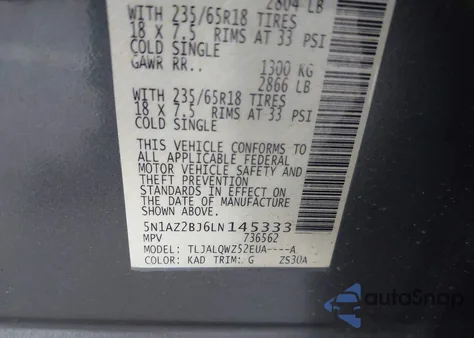 2804 LB
WITH 235/65R18 TIRES
18 X 7.5 RIMS AT 33 PSI
COLD SINGLE
GAWR RR.. 1300 KG
2866 LB
WITH 235/65R18 TIRES
18 X 7.5 RIMS AT 33 PSI
COLD SINGLE
THIS VEHICLE CONFORMS TO
ALL APPLICABLE FEDERAL
MOTOR VEHICLE SAFETY AND
THEFT PREVENTION
STANDARDS IN EFFECT ON
THE DATE OF MANUFACTURE
SHOWN ABOVE.
5N1AZ2BJ6LN145333
MPV 736562
MODEL: TLJALQWZS2EUA----A
COLOR: KAD TRIM: G ZS30A
autoSnap